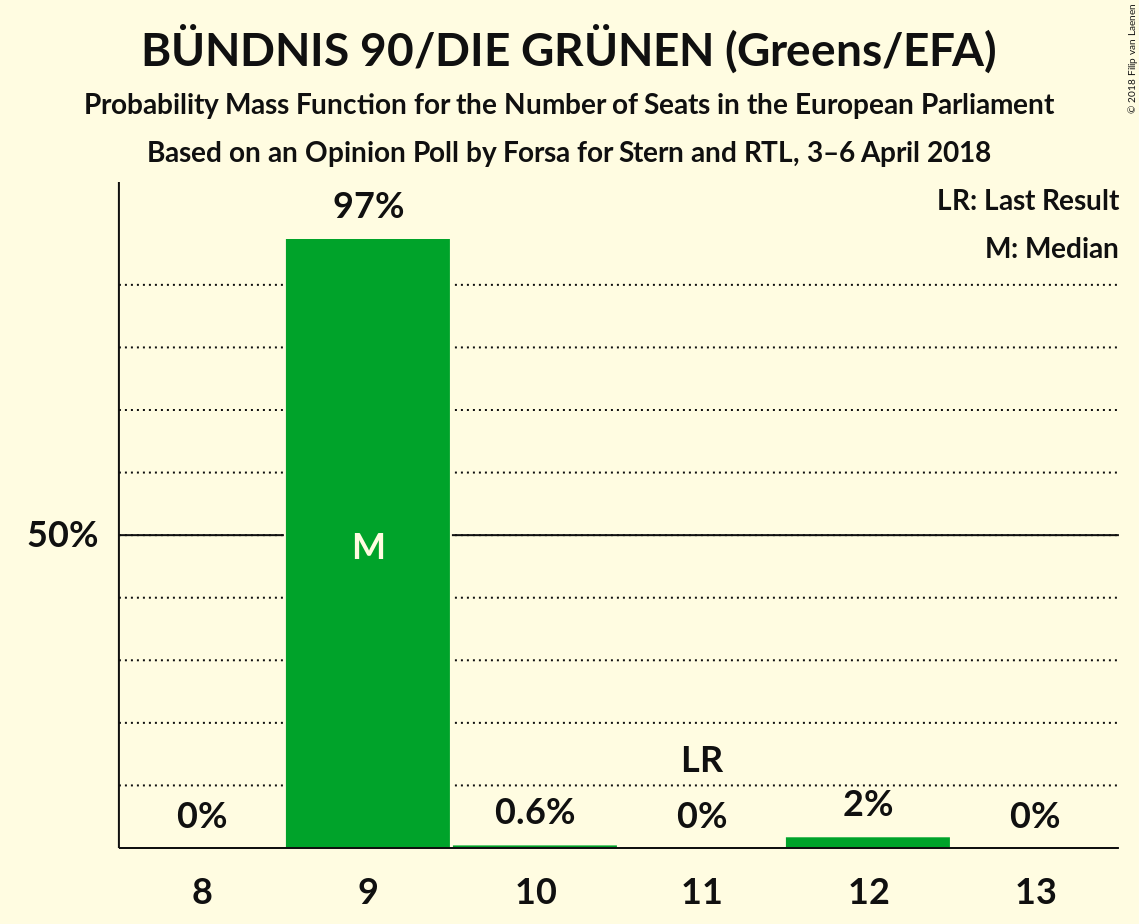 BÜNDNIS 90/DIE GRÜNEN (Greens/EFA)
Probability Mass Function for the Number of Seats in the European Parliament
Based on an Opinion Poll by Forsa for Stern and RTL, 3–6 April 2018
© 2018 Filip van Laenen
LR: Last Result
M: Median
97%
50%
M
LR
0%
0.6%
0%
2%
0%
8 9 10 11 12 13